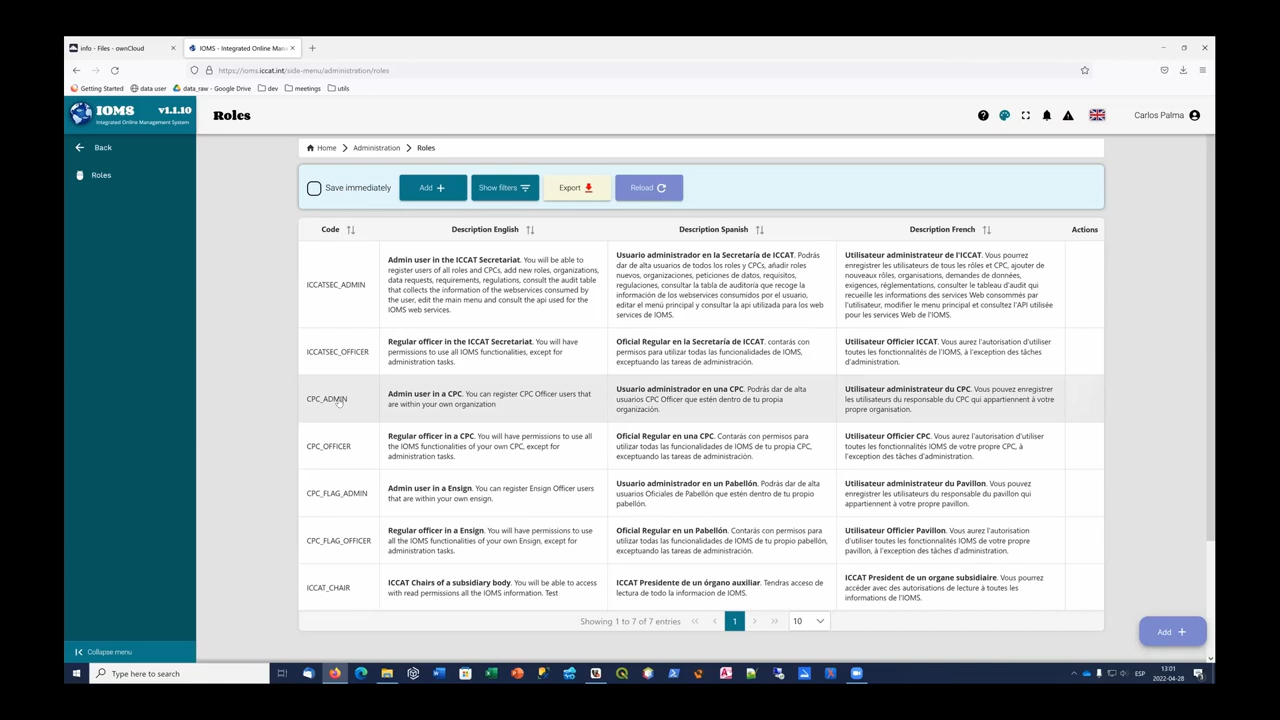 info - Files - ownCloud
IOMS - Integrated Online Mana
https://ioms.iccat.int/side-menu/administration/roles
Getting Started
data user
data_raw - Google Drive
dev
meetings
utils
IOMS v1.1.10
Integrated Online Management System
Roles
Carlos Palma
Back
Roles
Home > Administration > Roles
Save immediately
Add +
Show filters
Export
Reload
Code
Description English
Description Spanish
Description French
Actions
ICCATSEC_ADMIN
Admin user in the ICCAT Secretariat. You will be able to
register users of all roles and CPCs, add new roles, organizations,
data requests, requirements, regulations, consult the audit table
that collects the information of the webservices consumed
by the user, edit the main menu and consult the api used for the
IOMS web services.
Usuario administrador en la Secretaría de ICCAT. Podrás
dar de alta usuarios de todos los roles y CPCs, añadir roles
nuevos, organizaciones, peticiones de datos, requisitos,
regulaciones, consultar la tabla de auditoría que recoge la
información de los webservices consumidos por el usuario,
editar el menú principal y consultar la api utilizada para los web
services de IOMS.
Utilisateur administrateur de l'ICCAT. Vous pourrez
enregistrer les utilisateurs de tous les rôles et CPC, ajouter de
nouveaux rôles, organisations, demandes de données,
exigences, réglementations, consulter le tableau d'audit qui
recueille les informations des services Web consommés par
l'utilisateur, modifier le menu principal et consultez l'API utilisée
pour les services Web de l'IOMS.
ICCATSEC_OFFICER
Regular officer in the ICCAT Secretariat. You will have
permissions to use all IOMS functionalities, except for
administration tasks.
Oficial Regular en la Secretaría de ICCAT. contarás con
permisos para utilizar todas las funcionalidades de IOMS,
exceptuando las tareas de administración.
Utilisateur Officier ICCAT. Vous aurez l'autorisation d'utiliser
toutes les fonctionnalités de l'IOMS, à l'exception des tâches
d'administration.
CPC_ADMIN
Admin user in a CPC. You can register CPC Officer users that
are within your own organization
Usuario administrador en una CPC. Podrás dar de alta
usuarios CPC Officer que estén dentro de tu propia
organización.
Utilisateur administrateur du CPC. Vous pouvez enregistrer
les utilisateurs du responsable du CPC qui appartiennent à votre
propre organisation.
CPC_OFFICER
Regular officer in a CPC. You will have permissions to use all
the IOMS functionalities of your own CPC, except for
administration tasks.
Oficial Regular en una CPC. Contarás con permisos para
utilizar todas las funcionalidades de IOMS de tu propia CPC,
exceptuando las tareas de administración.
Utilisateur Officier CPC. Vous aurez l'autorisation d'utiliser
toutes les fonctionnalités IOMS de votre propre CPC, à
l'exception des tâches d'administration.
CPC_FLAG_ADMIN
Admin user in a Ensign. You can register Ensign Officer users
that are within your own ensign.
Usuario administrador en un Pabellón. Podrás dar de alta
usuarios Oficiales de Pabellón que estén dentro de tu propio
pabellón.
Utilisateur administrateur du Pavillon. Vous pouvez
enregistrer les utilisateurs du responsable du pavillon qui
appartiennent à votre propre pavillon.
CPC_FLAG_OFFICER
Regular officer in a Ensign. You will have permissions to use
all the IOMS functionalities of your own Ensign, except for
administration tasks.
Oficial Regular en un Pabellón. Contarás con permisos para
utilizar todas las funcionalidades de IOMS de tu propio pabellón,
exceptuando las tareas de administración.
Utilisateur Officier Pavillon. Vous aurez l'autorisation
d'utiliser toutes les fonctionnalités IOMS de votre propre
pavillon, à l'exception des tâches d'administration.
ICCAT_CHAIR
ICCAT Chairs of a subsidiary body. You will be able to access
with read permissions all the IOMS information. Test
ICCAT Presidente de un órgano auxiliar. Tendras acceso de
lectura de todo la informacion de IOMS.
ICCAT President de un organe subsidiaire. Vous pourrez
accéder avec des autorisations de lecture à toutes les
informations de l'IOMS.
Showing 1 to 7 of 7 entries
1
10
Add +
Collapse menu
Type here to search
ESP
13:01
2022-04-28